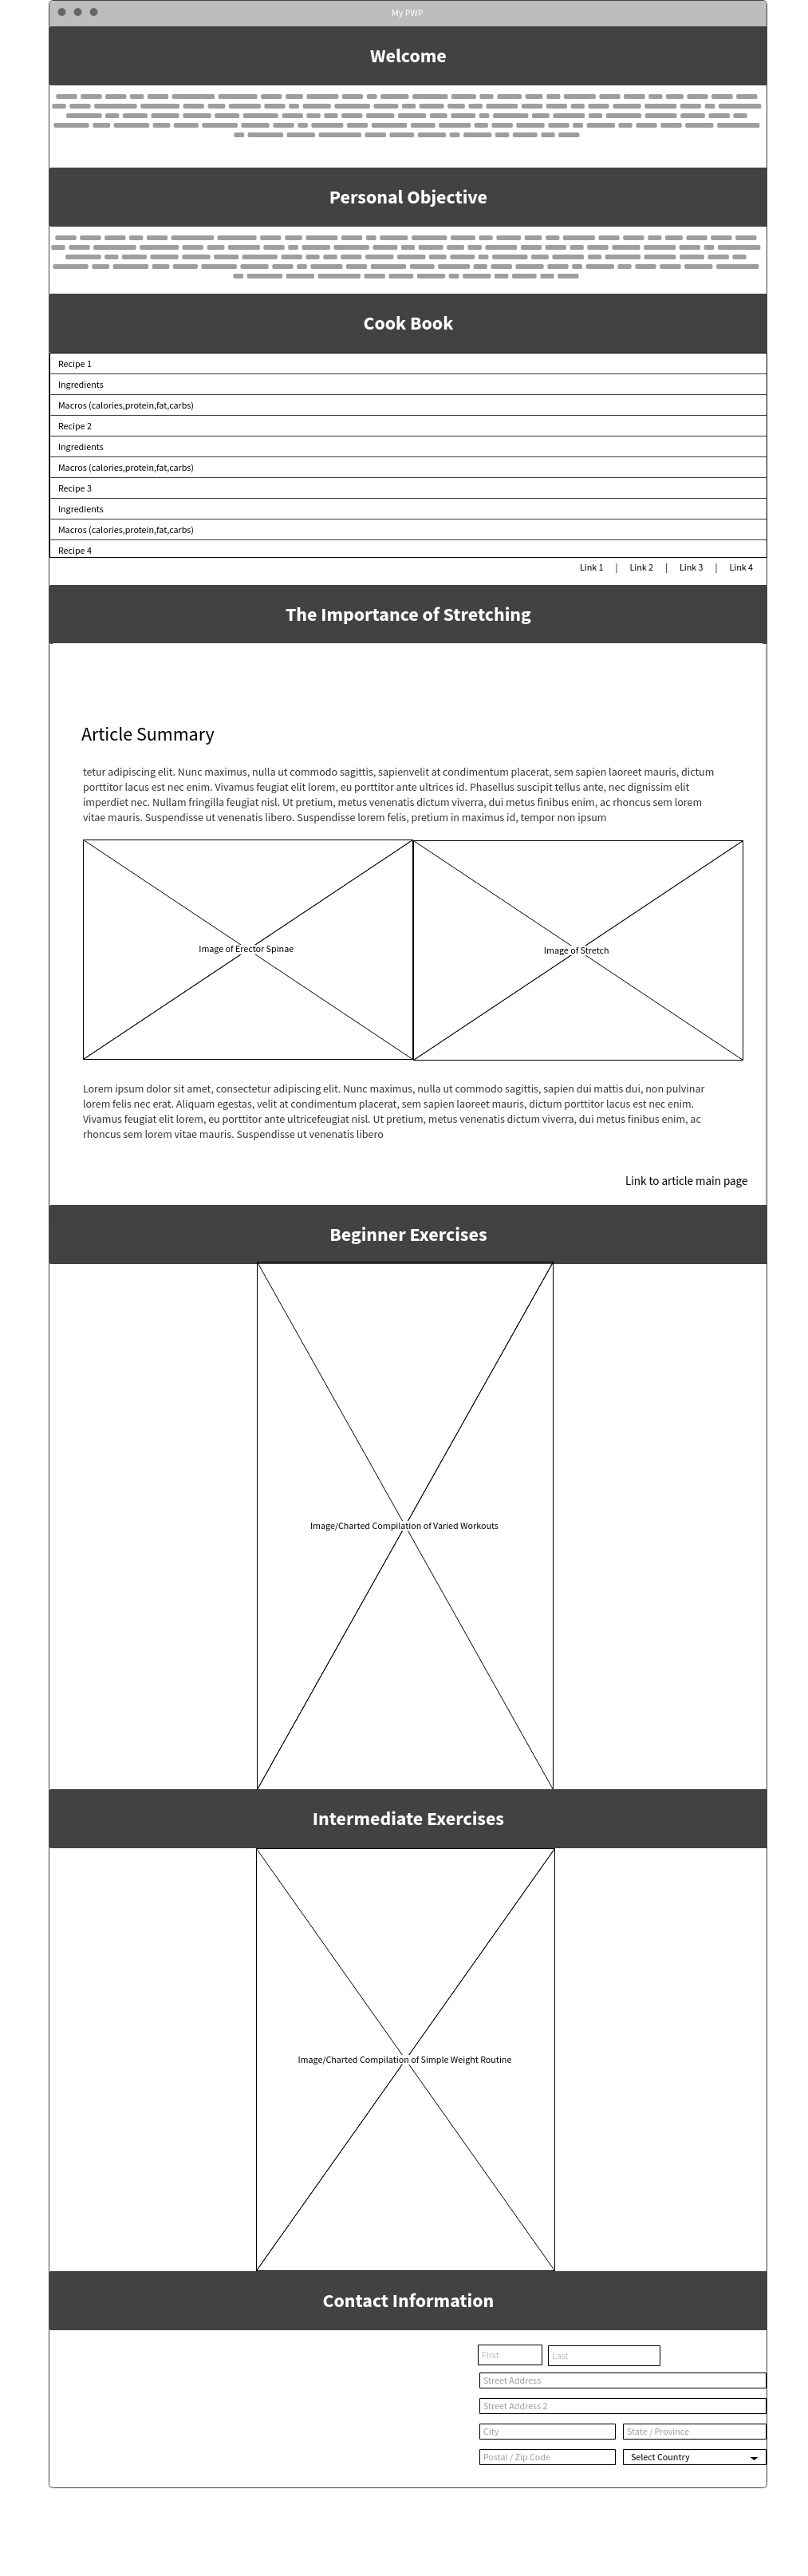 My PWP
Welcome
Personal Objective
Cook Book
Recipe 1
Ingredients
Macros (calories,protein,fat,carbs)
Recipe 2
Ingredients
Macros (calories,protein,fat,carbs)
Recipe 3
Ingredients
Macros (calories,protein,fat,carbs)
Recipe 4
Link 1 | Link 2 | Link 3 | Link 4
The Importance of Stretching
Article Summary
tetur adipiscing elit. Nunc maximus, nulla ut commodo sagittis, sapienvelit at condimentum placerat, sem sapien laoreet mauris, dictum
porttitor lacus est nec enim. Vivamus feugiat elit lorem, eu porttitor ante ultrices id. Phasellus suscipit tellus ante, nec dignissim elit
imperdiet nec. Nullam fringilla feugiat nisl. Ut pretium, metus venenatis dictum viverra, dui metus finibus enim, ac rhoncus sem lorem
vitae mauris. Suspendisse ut venenatis libero. Suspendisse lorem felis, pretium in maximus id, tempor non ipsum
Image of Erector Spinae
Image of Stretch
Lorem ipsum dolor sit amet, consectetur adipiscing elit. Nunc maximus, nulla ut commodo sagittis, sapien dui mattis dui, non pulvinar
lorem felis nec erat. Aliquam egestas, velit at condimentum placerat, sem sapien laoreet mauris, dictum porttitor lacus est nec enim.
Vivamus feugiat elit lorem, eu porttitor ante ultricefeugiat nisl. Ut pretium, metus venenatis dictum viverra, dui metus finibus enim, ac
rhoncus sem lorem vitae mauris. Suspendisse ut venenatis libero
Link to article main page
Beginner Exercises
Image/Charted Compilation of Varied Workouts
Intermediate Exercises
Image/Charted Compilation of Simple Weight Routine
Contact Information
First
Last
Street Address
Street Address 2
City
State / Province
Postal / Zip Code
Select Country